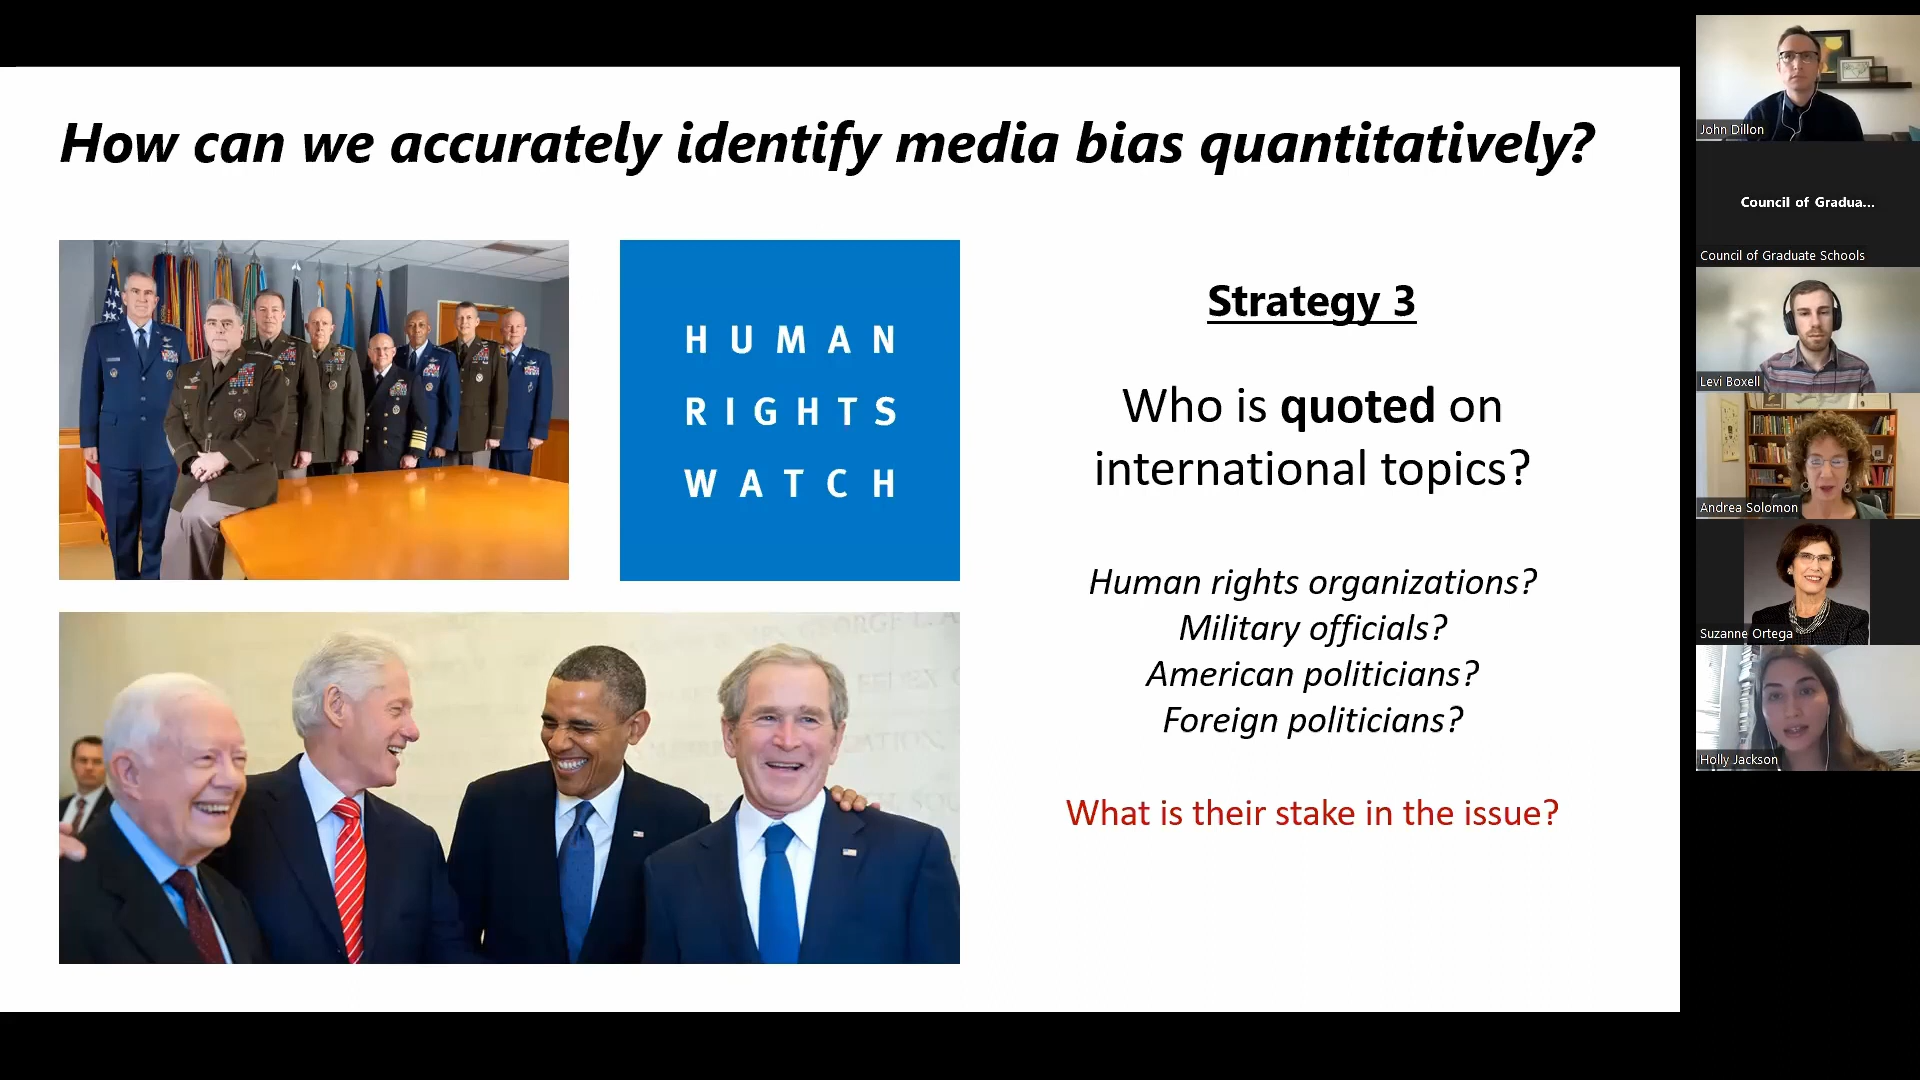 How can we accurately identify media bias quantitatively?
HUMAN
RIGHTS
WATCH
Strategy 3
Who is quoted on
international topics?
Human rights organizations?
Military officials?
American politicians?
Foreign politicians?
What is their stake in the issue?
John Dillon
Council of Gradua...
Council of Graduate Schools
Levi Boxell
Andrea Solomon
Suzanne Ortega
Holly Jackson